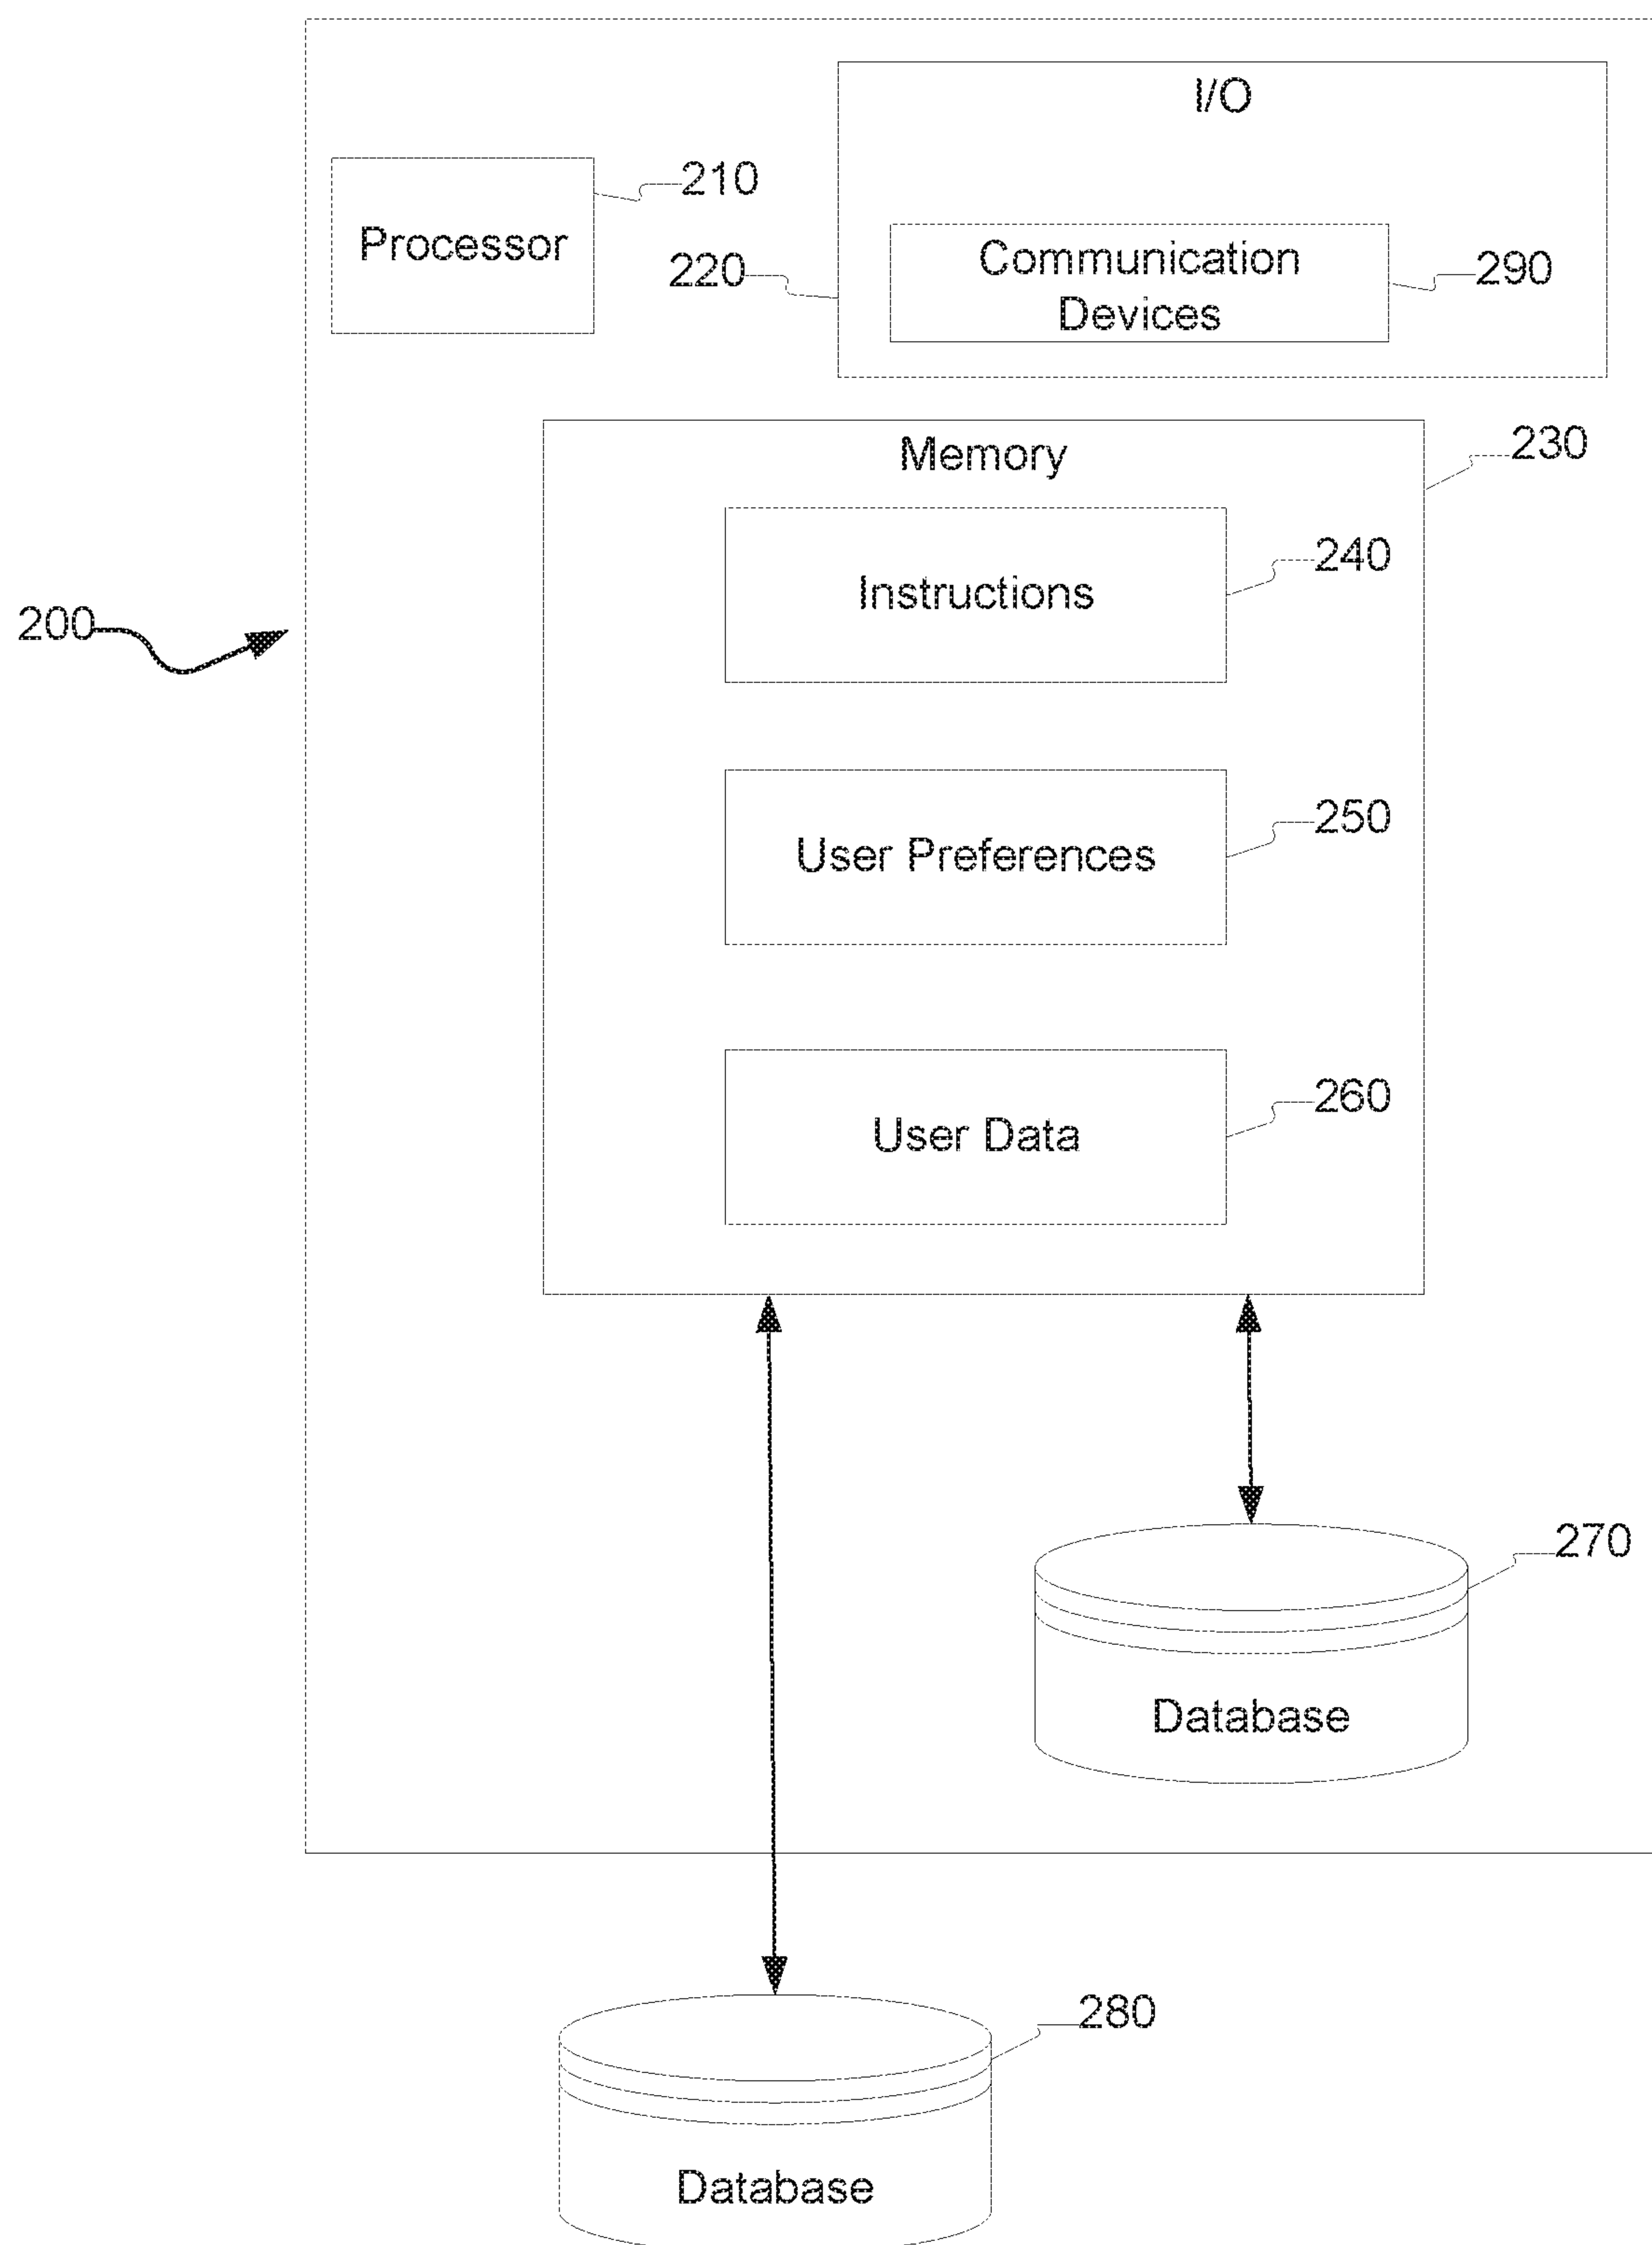 I/O
210
Processor
220
Communication
Devices
290
Memory
230
Instructions
240
200
User Preferences
250
User Data
260
270
Database
280
Database